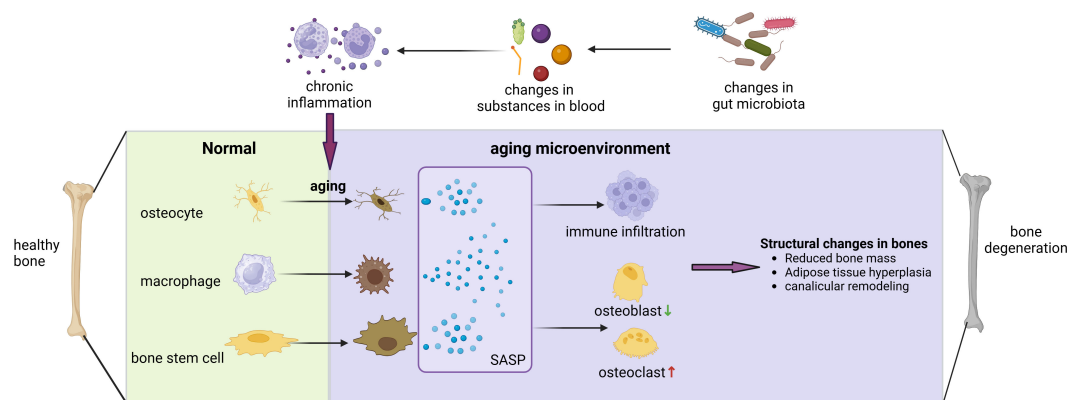 chronic
inflammation
changes in
substances in blood
changes in
gut microbiota
Normal
aging microenvironment
aging
osteocyte
macrophage
bone stem cell
SASP
immune infiltration
osteoblast↓
osteoclast↑
Structural changes in bones
• Reduced bone mass
• Adipose tissue hyperplasia
• canalicular remodeling
healthy
bone
bone
degeneration